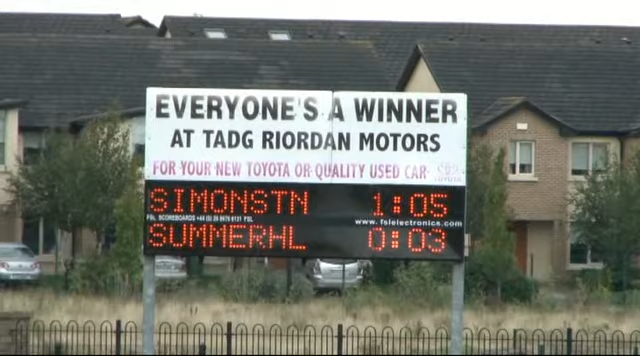 EVERYONE'S A WINNER
AT TADG RIORDAN MOTORS
FOR YOUR NEW TOYOTA OR QUALITY USED CAR
TOYOTA
SIMONSTN 1:05
www.fslelectronics.com
SUMMERHL 0:03